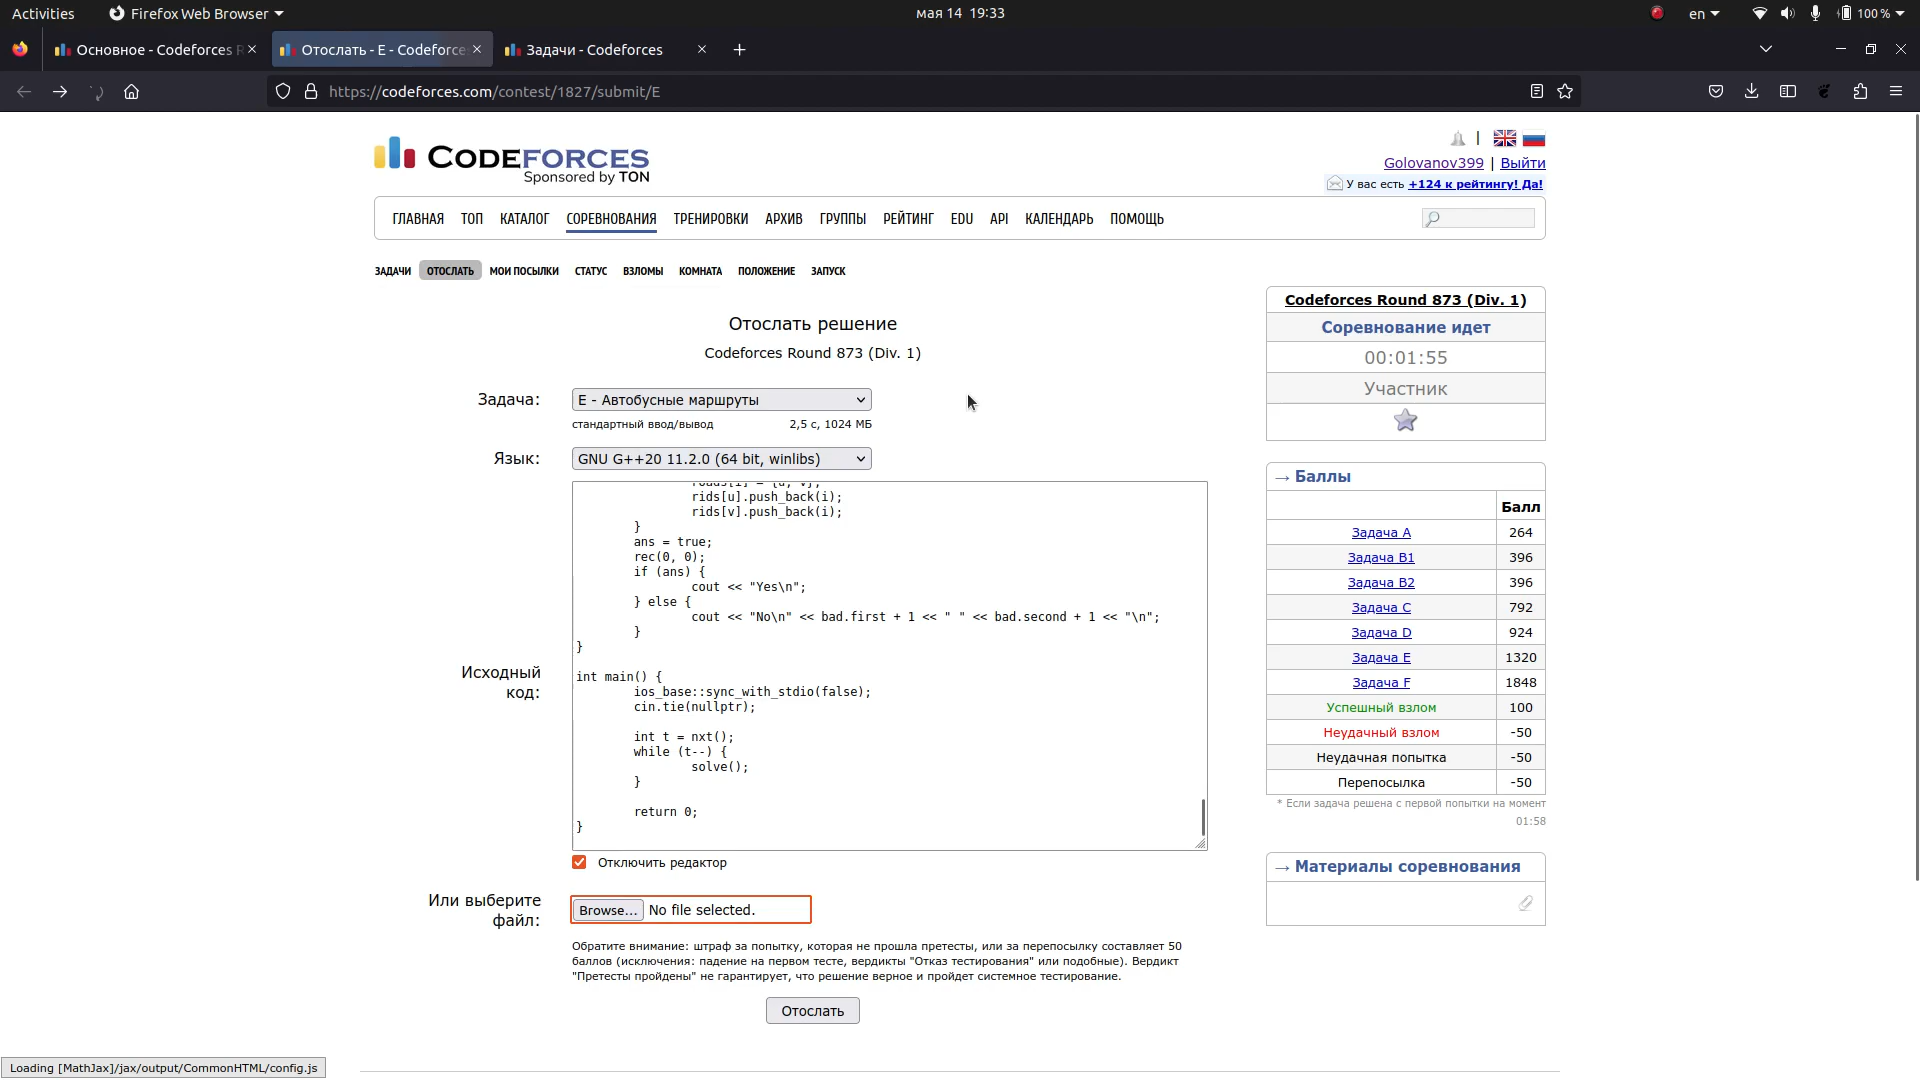 Activities
Firefox Web Browser
мая 14 19:33
en
100 %
Основное - Codeforces R
Отослать - E - Codeforce
Задачи - Codeforces
https://codeforces.com/contest/1827/submit/E
CODEFORCES
Sponsored by TON
|
Golovanov399 | Выйти
У вас есть +124 к рейтингу! Да!
ГЛАВНАЯ ТОП КАТАЛОГ СОРЕВНОВАНИЯ ТРЕНИРОВКИ АРХИВ ГРУППЫ РЕЙТИНГ EDU API КАЛЕНДАРЬ ПОМОЩЬ
ЗАДАЧИ ОТОСЛАТЬ МОИ ПОСЫЛКИ СТАТУС ВЗЛОМЫ КОМНАТА ПОЛОЖЕНИЕ ЗАПУСК
Отослать решение
Codeforces Round 873 (Div. 1)
Задача:
E - Автобусные маршруты
стандартный ввод/вывод
2,5 с, 1024 МБ
Язык:
GNU G++20 11.2.0 (64 bit, winlibs)
Исходный
код:
roads[i] = {u, v};
rids[u].push_back(i);
rids[v].push_back(i);
}
ans = true;
rec(0, 0);
if (ans) {
cout << "Yes\n";
} else {
cout << "No\n" << bad.first + 1 << " " << bad.second + 1 << "\n";
}
}
int main() {
ios_base::sync_with_stdio(false);
cin.tie(nullptr);
int t = nxt();
while (t--) {
solve();
}
return 0;
}
Отключить редактор
Или выберите
файл:
Browse... No file selected.
Обратите внимание: штраф за попытку, которая не прошла претесты, или за перепосылку составляет 50
баллов (исключения: падение на первом тесте, вердикты "Отказ тестирования" или подобные). Вердикт
"Претесты пройдены" не гарантирует, что решение верное и пройдет системное тестирование.
Отослать
Codeforces Round 873 (Div. 1)
Соревнование идет
00:01:55
Участник
→ Баллы
Балл
Задача A 264
Задача B1 396
Задача B2 396
Задача C 792
Задача D 924
Задача E 1320
Задача F 1848
Успешный взлом 100
Неудачный взлом -50
Неудачная попытка -50
Перепосылка -50
* Если задача решена с первой попытки на момент
01:58
→ Материалы соревнования
Loading [MathJax]/jax/output/CommonHTML/config.js